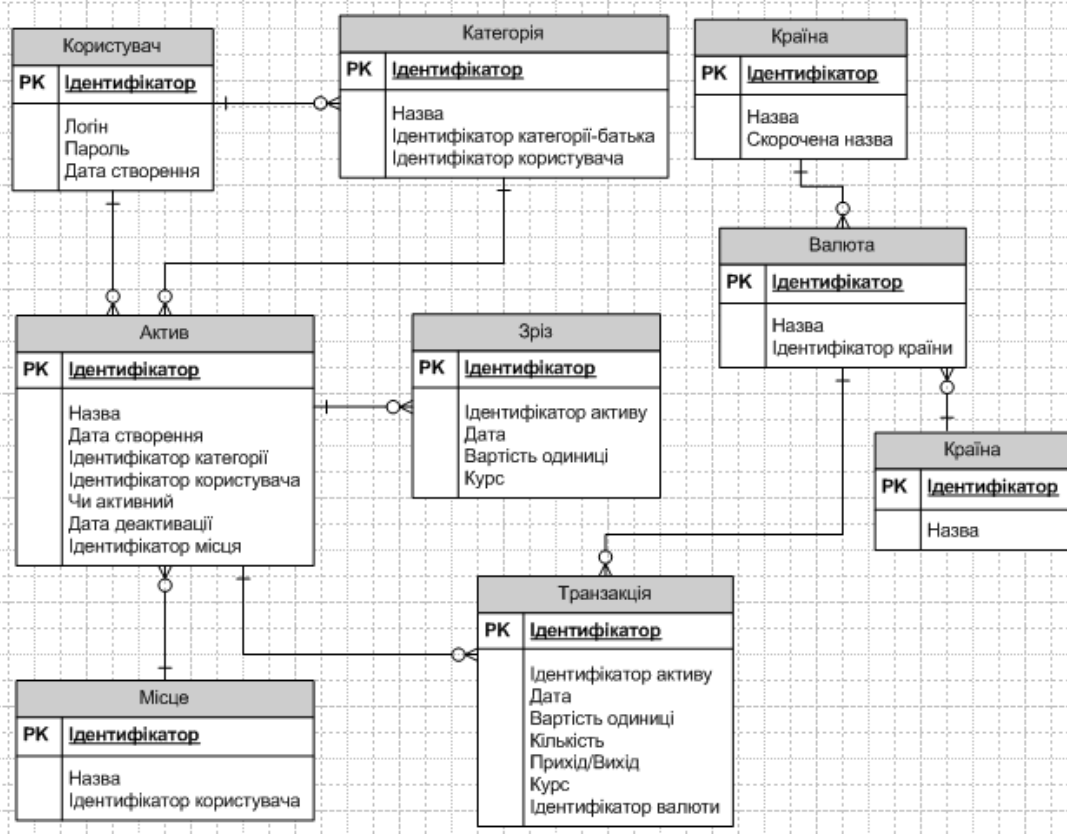 Користувач
PK Ідентифікатор
Логін
Пароль
Дата створення
Категорія
PK Ідентифікатор
Назва
Ідентифікатор категорії-батька
Ідентифікатор користувача
Країна
PK Ідентифікатор
Назва
Скорочена назва
Валюта
PK Ідентифікатор
Назва
Ідентифікатор країни
Актив
PK Ідентифікатор
Назва
Дата створення
Ідентифікатор категорії
Ідентифікатор користувача
Чи активний
Дата деактивації
Ідентифікатор місця
Зріз
PK Ідентифікатор
Ідентифікатор активу
Дата
Вартість одиниці
Курс
Країна
PK Ідентифікатор
Назва
Транзакція
PK Ідентифікатор
Ідентифікатор активу
Дата
Вартість одиниці
Кількість
Прихід/Вихід
Курс
Ідентифікатор валюти
Місце
PK Ідентифікатор
Назва
Ідентифікатор користувача